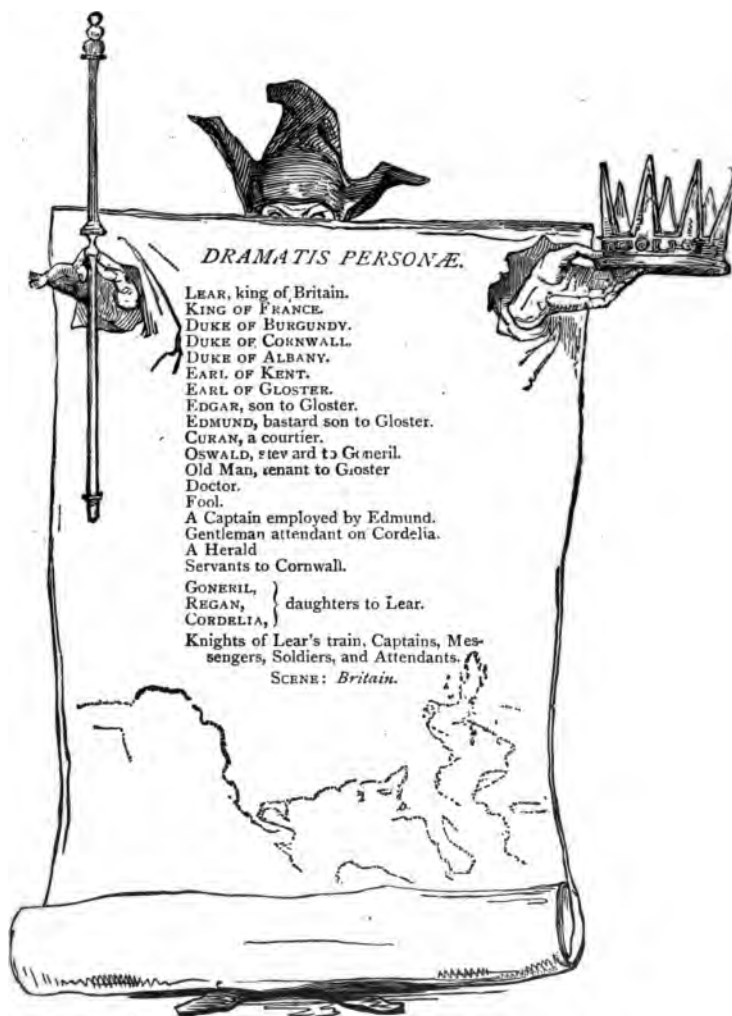 DRAMATIS PERSONÆ.
LEAR, king of Britain.
KING OF FRANCE.
DUKE OF BURGUNDY.
DUKE OF CORNWALL.
DUKE OF ALBANY.
EARL OF KENT.
EARL OF GLOSTER.
EDGAR, son to Gloster.
EDMUND, bastard son to Gloster.
CURAN, a courtier.
OSWALD, steward to Goneril.
Old Man, tenant to Gloster
Doctor.
Fool.
A Captain employed by Edmund.
Gentleman attendant on Cordelia.
A Herald
Servants to Cornwall.
GONERIL,
REGAN, daughters to Lear.
CORDELIA,
Knights of Lear's train, Captains, Mes-
sengers, Soldiers, and Attendants.
SCENE: Britain.